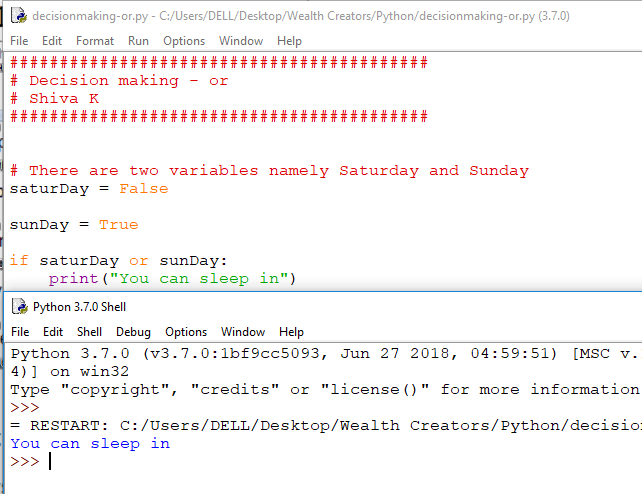 decisionmaking-or.py - C:/Users/DELL/Desktop/Wealth Creators/Python/decisionmaking-or.py (3.7.0)
File Edit Format Run Options Window Help
##########################################
# Decision making - or
# Shiva K
##########################################
# There are two variables namely Saturday and Sunday
saturDay = False
sunDay = True
if saturDay or sunDay:
    print("You can sleep in")
Python 3.7.0 Shell
File Edit Shell Debug Options Window Help
Python 3.7.0 (v3.7.0:1bf9cc5093, Jun 27 2018, 04:59:51) [MSC v.
4)] on win32
Type "copyright", "credits" or "license()" for more information
>>>
= RESTART: C:/Users/DELL/Desktop/Wealth Creators/Python/decision
You can sleep in
>>>